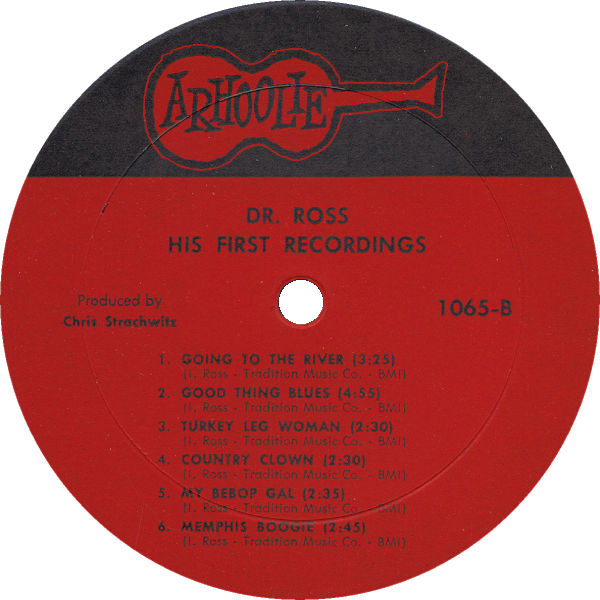 ARHOOLIE
DR. ROSS
HIS FIRST RECORDINGS
Produced by
Chris Strachwitz
1065-B
1. GOING TO THE RIVER (3:25)
(I. Ross - Tradition Music Co. - BMI)
2. GOOD THING BLUES (4:55)
(I. Ross - Tradition Music Co. - BMI)
3. TURKEY LEG WOMAN (2:30)
(I. Ross - Tradition Music Co. - BMI)
4. COUNTRY CLOWN (2:30)
(I. Ross - Tradition Music Co. - BMI)
5. MY BEBOP GAL (2:35)
(I. Ross - Tradition Music Co. - BMI)
6. MEMPHIS BOOGIE (2:45)
(I. Ross - Tradition Music Co. - BMI)